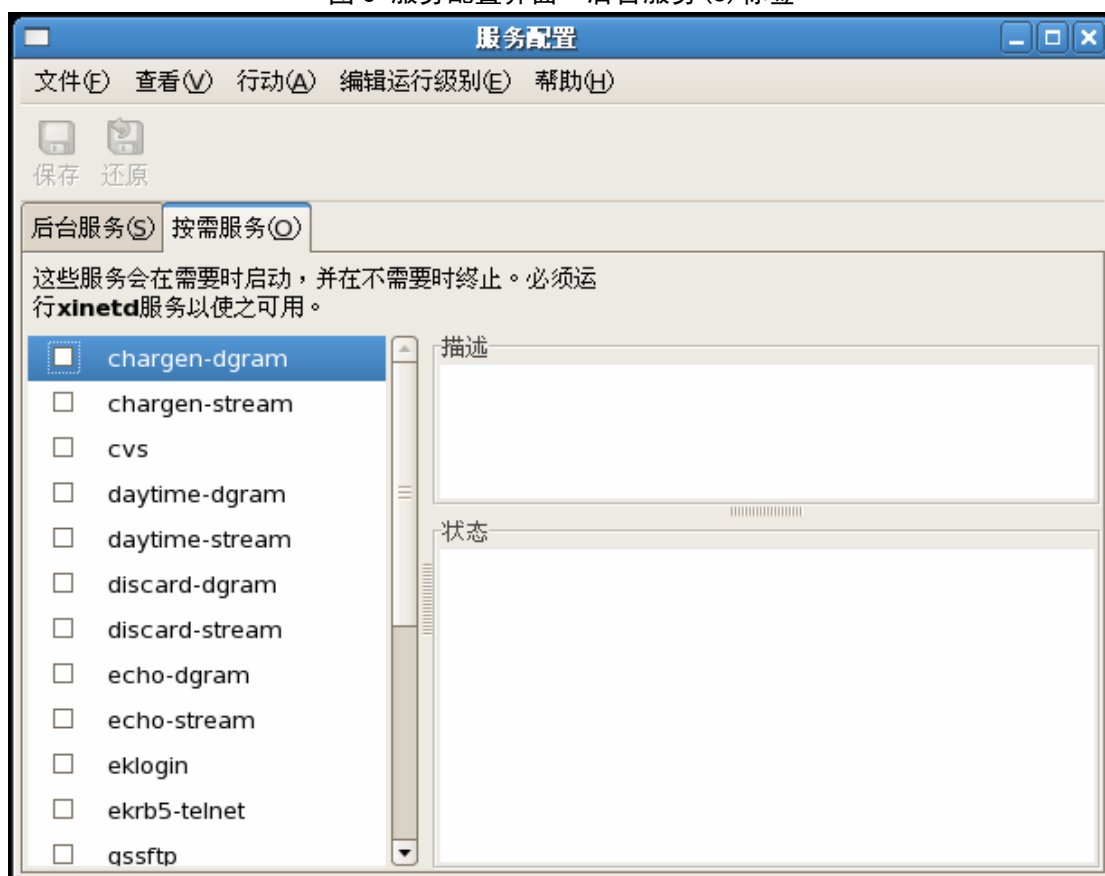 服务配置
文件(F) 查看(V) 行动(A) 编辑运行级别(E) 帮助(H)
保存 还原
后台服务(S) 按需服务(O)
这些服务会在需要时启动，并在不需要时终止。必须运
行xinetd服务以使之可用。
chargen-dgram
chargen-stream
cvs
daytime-dgram
daytime-stream
discard-dgram
discard-stream
echo-dgram
echo-stream
eklogin
ekrb5-telnet
gssftp
描述
状态